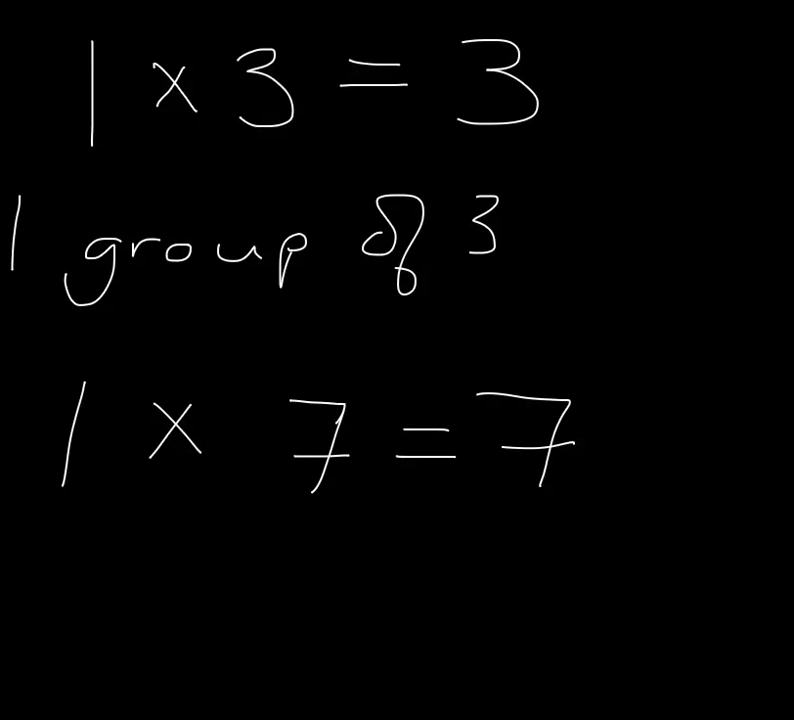 1 × 3 = 3
1 group of 3
1 × 7 = 7